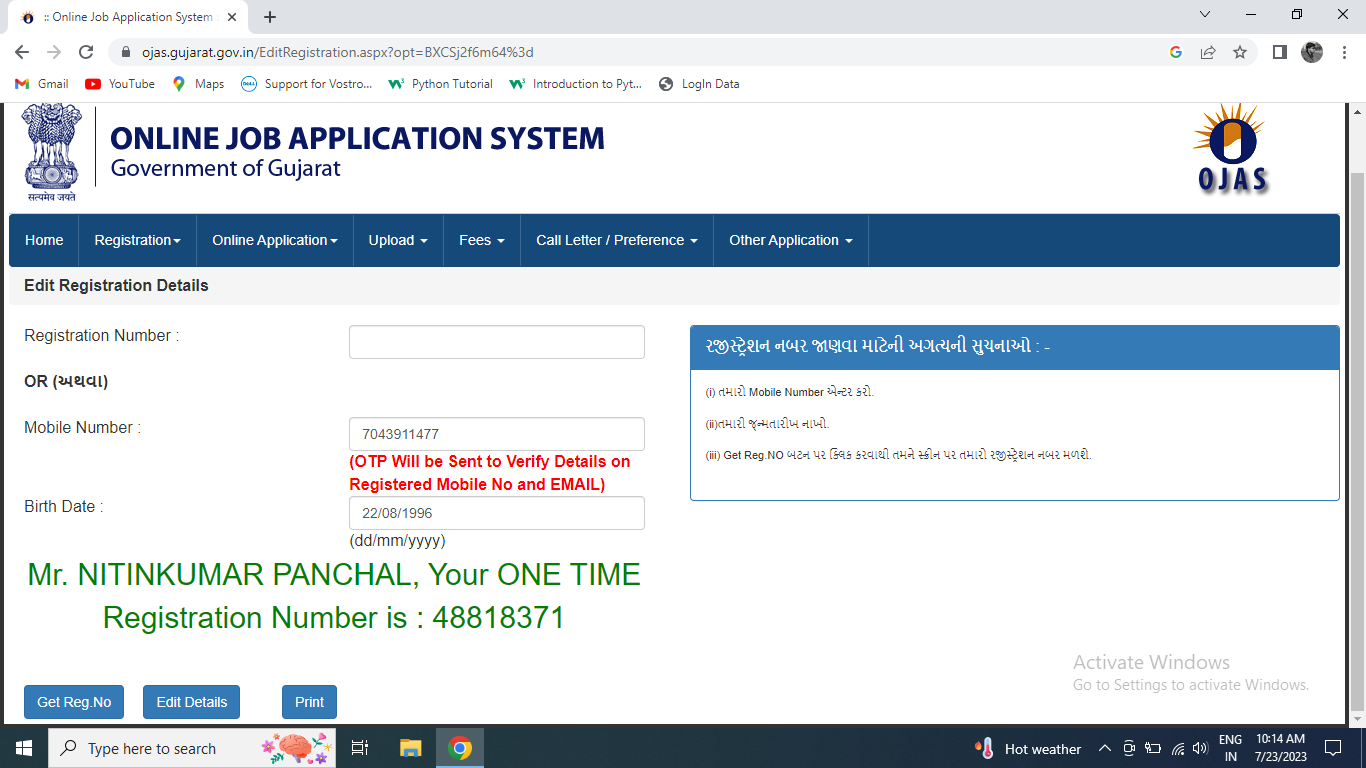 :: Online Job Application System
ojas.gujarat.gov.in/EditRegistration.aspx?opt=BXCSj2f6m64%3d
Gmail YouTube Maps Support for Vostro... Python Tutorial Introduction to Pyt... LogIn Data
ONLINE JOB APPLICATION SYSTEM
Government of Gujarat
सत्यमेव जयते
OJAS
Home Registration Online Application Upload Fees Call Letter / Preference Other Application
Edit Registration Details
Registration Number :
OR (અથવા)
Mobile Number : 7043911477
(OTP Will be Sent to Verify Details on
Registered Mobile No and EMAIL)
Birth Date : 22/08/1996
(dd/mm/yyyy)
Mr. NITINKUMAR PANCHAL, Your ONE TIME
Registration Number is : 48818371
Get Reg.No Edit Details Print
રજીસ્ટ્રેશન નબર જાણવા માટેની અગત્યની સુચનાઓ : -
(i) તમારો Mobile Number એન્ટર કરો.
(ii)તમારી જ્ન્મતારીખ નાખો.
(iii) Get Reg.NO બટન પર ક્લિક કરવાથી તમને સ્ક્રીન પર તમારો રજીસ્ટ્રેશન નબર મળશે.
Activate Windows
Go to Settings to activate Windows.
Type here to search
Hot weather
ENG
IN
10:14 AM
7/23/2023